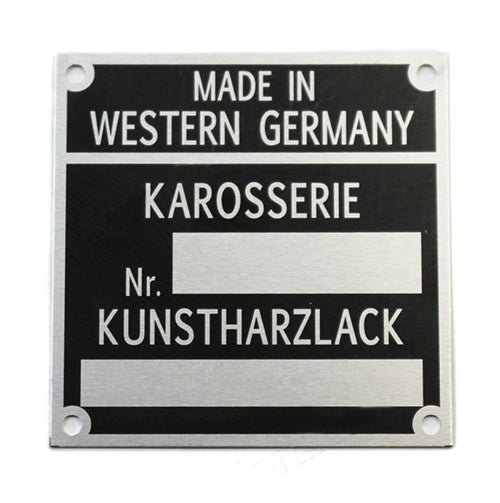 MADE IN
WESTERN GERMANY
KAROSSERIE
Nr.
KUNSTHARZLACK